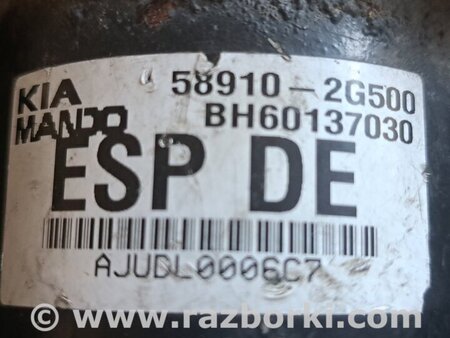 KIA 58910-2G500
MANDO BH60137030
ESP DE
AJUDL0006C7
© www.razborki.com